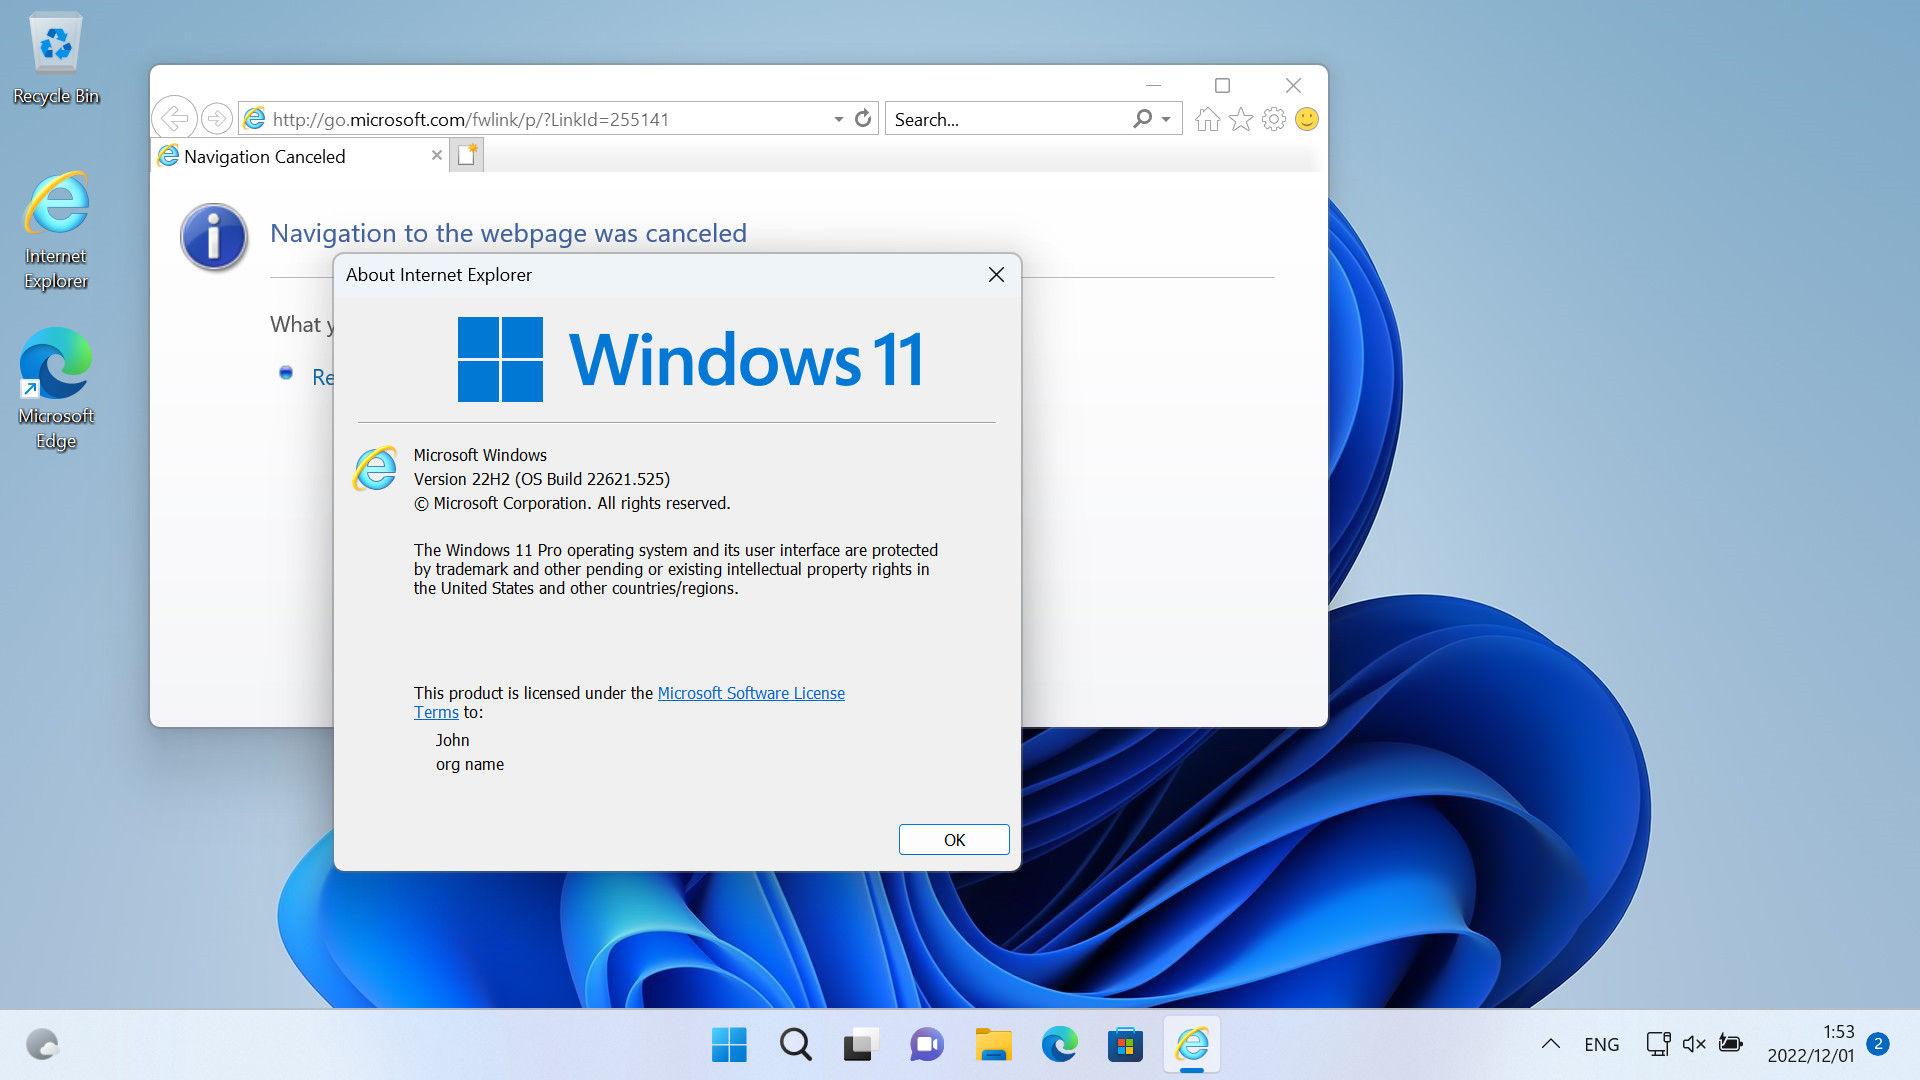 Recycle Bin
Internet
Explorer
Microsoft
Edge
http://go.microsoft.com/fwlink/p/?LinkId=255141
Search...
Navigation Canceled
Navigation to the webpage was canceled
What y
Re
About Internet Explorer
Windows 11
Microsoft Windows
Version 22H2 (OS Build 22621.525)
© Microsoft Corporation. All rights reserved.
The Windows 11 Pro operating system and its user interface are protected
by trademark and other pending or existing intellectual property rights in
the United States and other countries/regions.
This product is licensed under the Microsoft Software License
Terms to:
John
org name
OK
ENG
1:53
2022/12/01
2